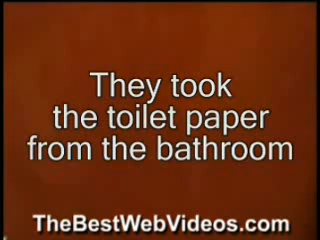 They took
the toilet paper
from the bathroom
TheBestWebVideos.com